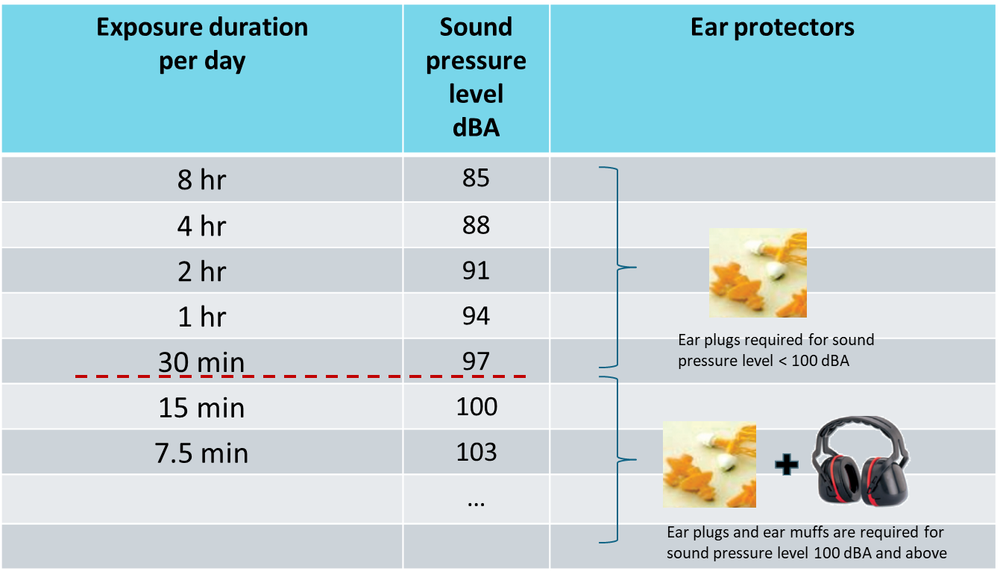 Exposure duration
per day
Sound
pressure
level
dBA
Ear protectors
8 hr
85
4 hr
88
2 hr
91
1 hr
94
30 min
97
Ear plugs required for sound
pressure level < 100 dBA
15 min
100
7.5 min
103
...
Ear plugs and ear muffs are required for
sound pressure level 100 dBA and above